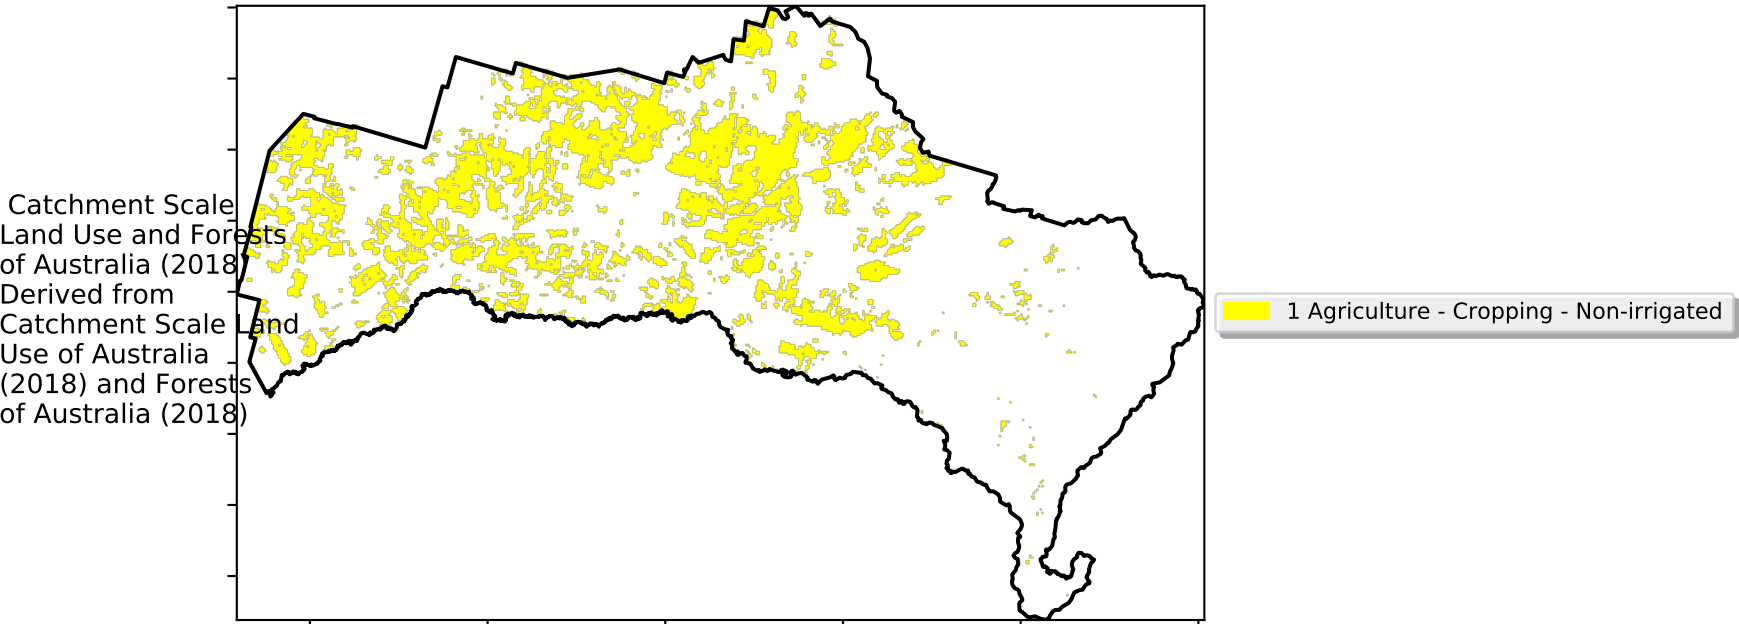 Catchment Scale
Land Use and Forests
of Australia (2018)
Derived from
Catchment Scale Land
Use of Australia
(2018) and Forests
of Australia (2018)
1 Agriculture - Cropping - Non-irrigated